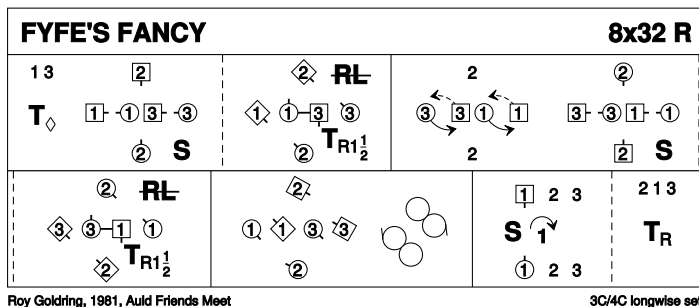 FYFE'S FANCY 8x32 R
1 3 2 2 RL 2 2
T◇ 1 1 3 3 1 1 3 3 3 3 1 1 3 3 1 1
2 S 2 TR1½ 2 2 S
2 RL 2 1 2 3 2 1 3
3 3 1 1 1 1 3 3 S 1 TR
2 TR1½ 2 1 2 3
Roy Goldring, 1981, Auld Friends Meet 3C/4C longwise set